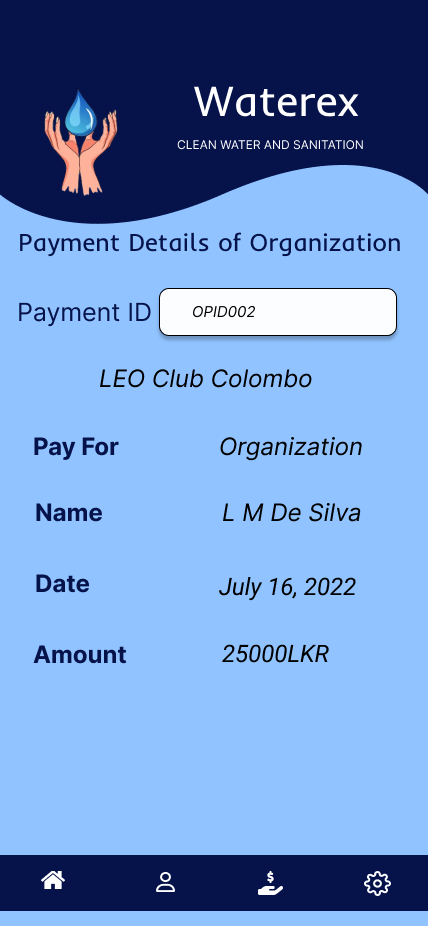 Waterex
CLEAN WATER AND SANITATION
Payment Details of Organization
Payment ID OPID002
LEO Club Colombo
Pay For Organization
Name L M De Silva
Date July 16, 2022
Amount 25000LKR
$